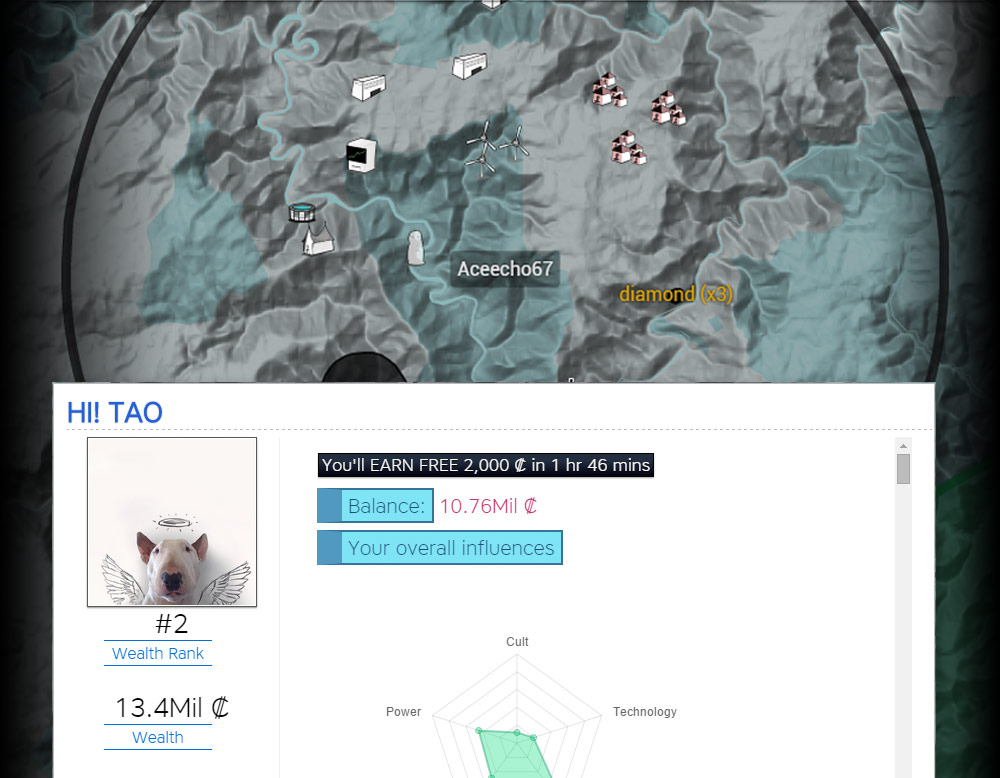 Aceecho67
diamond (x3)
HI! TAO
You'll EARN FREE 2,000 ₡ in 1 hr 46 mins
Balance: 10.76Mil ₡
Your overall influences
#2
Wealth Rank
13.4Mil ₡
Wealth
Cult
Power
Technology